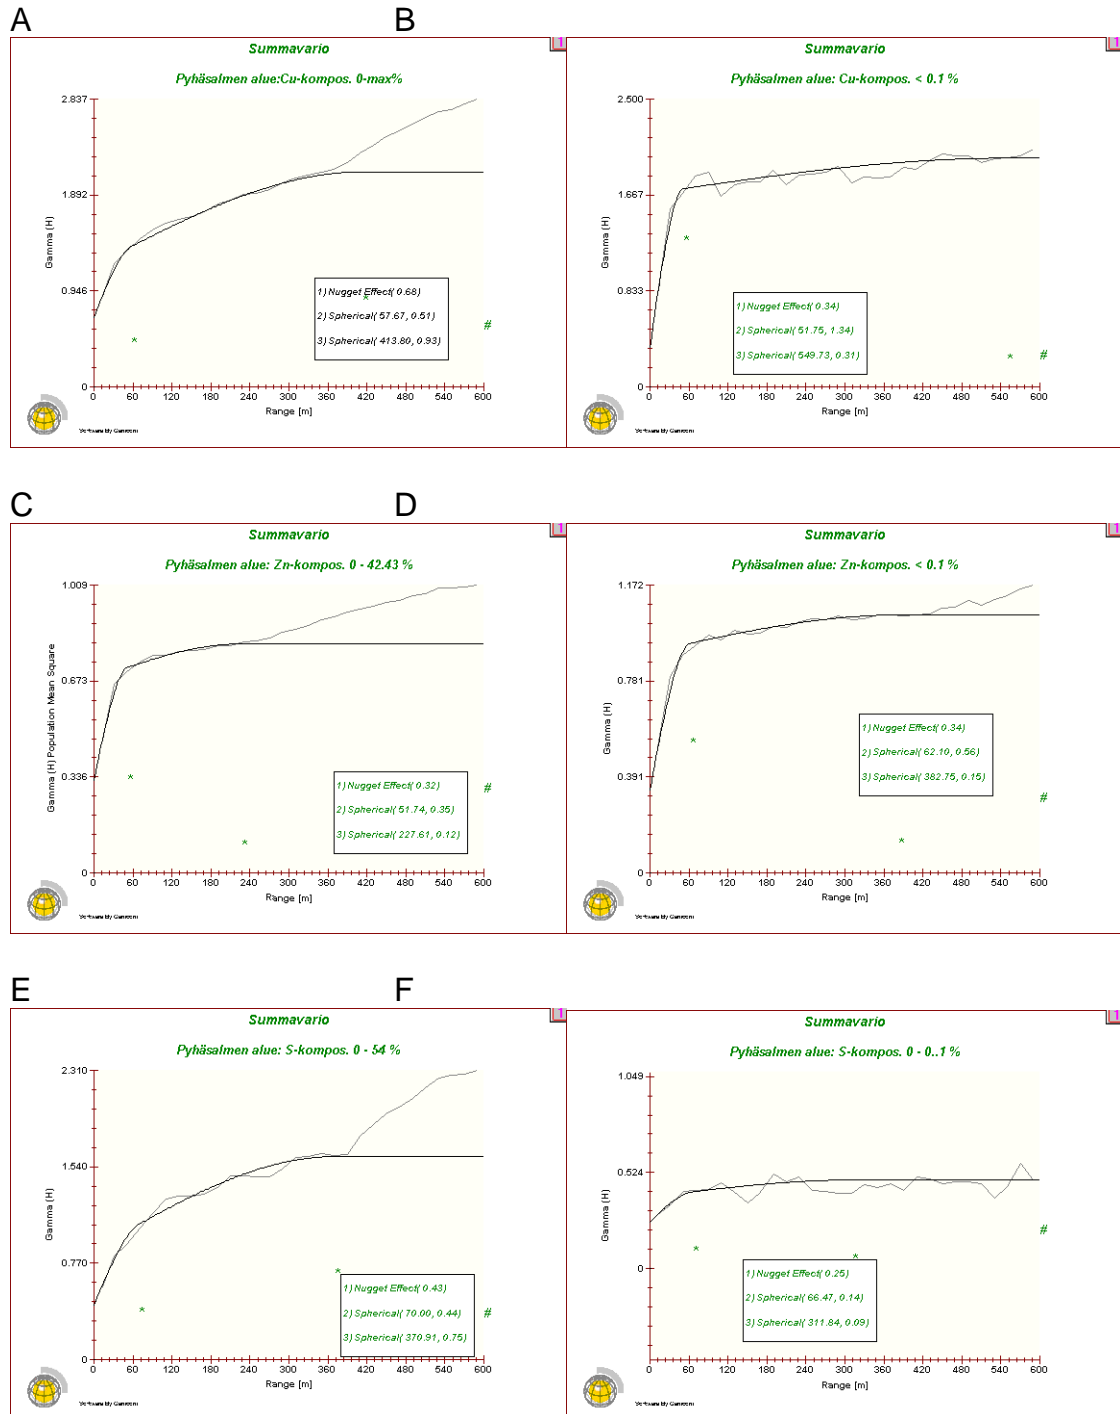 A
B
Summavario
Pyhäsalmen alue:Cu-kompos. 0-max%
2.837
1.892
0.946
0
Gamma (H)
1) Nugget Effect( 0.68)
2) Spherical( 57.67, 0.51)
3) Spherical( 413.80, 0.93)
#
0 60 120 180 240 300 360 420 480 540 600
Range [m]
1
Summavario
Pyhäsalmen alue: Cu-kompos. < 0.1 %
2.500
1.667
0.833
0
Gamma (H)
1) Nugget Effect( 0.34)
2) Spherical( 51.75, 1.34)
3) Spherical( 549.73, 0.31)
#
0 60 120 180 240 300 360 420 480 540 600
Range [m]
1
C
D
Summavario
Pyhäsalmen alue: Zn-kompos. 0 - 42.43 %
1.009
0.673
0.336
0
Gamma (H) Population Mean Square
1) Nugget Effect( 0.32)
2) Spherical( 51.74, 0.35)
3) Spherical( 227.61, 0.12)
#
0 60 120 180 240 300 360 420 480 540 600
Range [m]
1
Summavario
Pyhäsalmen alue: Zn-kompos. < 0.1 %
1.172
0.781
0.391
0
Gamma (H)
1) Nugget Effect( 0.34)
2) Spherical( 62.10, 0.56)
3) Spherical( 382.75, 0.15)
#
0 60 120 180 240 300 360 420 480 540 600
Range [m]
1
E
F
Summavario
Pyhäsalmen alue: S-kompos. 0 - 54 %
2.310
1.540
0.770
0
Gamma (H)
1) Nugget Effect( 0.43)
2) Spherical( 70.00, 0.44)
3) Spherical( 370.91, 0.75)
#
0 60 120 180 240 300 360 420 480 540 600
Range [m]
1
Summavario
Pyhäsalmen alue: S-kompos. 0 - 0..1 %
1.049
0.524
0
Gamma (H)
1) Nugget Effect( 0.25)
2) Spherical( 66.47, 0.14)
3) Spherical( 311.84, 0.09)
#
0 60 120 180 240 300 360 420 480 540 600
Range [m]
1